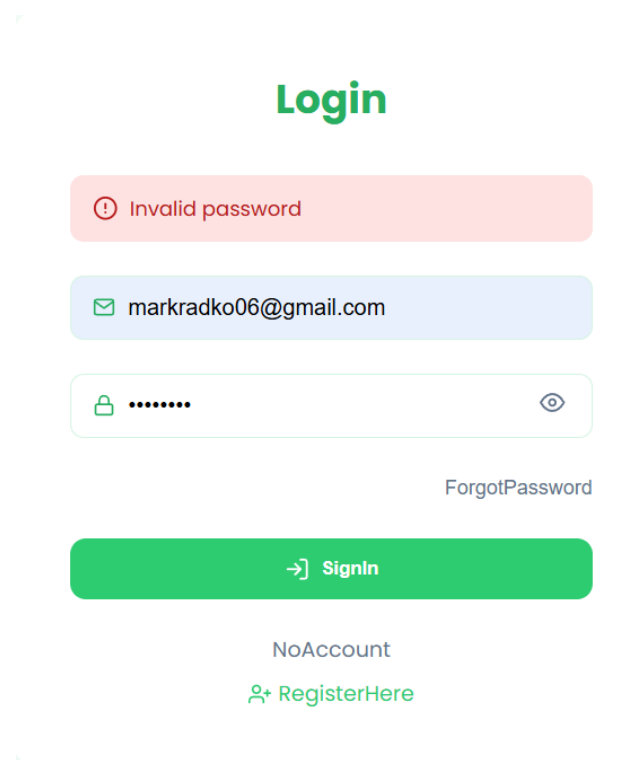 Login
Invalid password
markradko06@gmail.com
••••••••
ForgotPassword
SignIn
NoAccount
RegisterHere